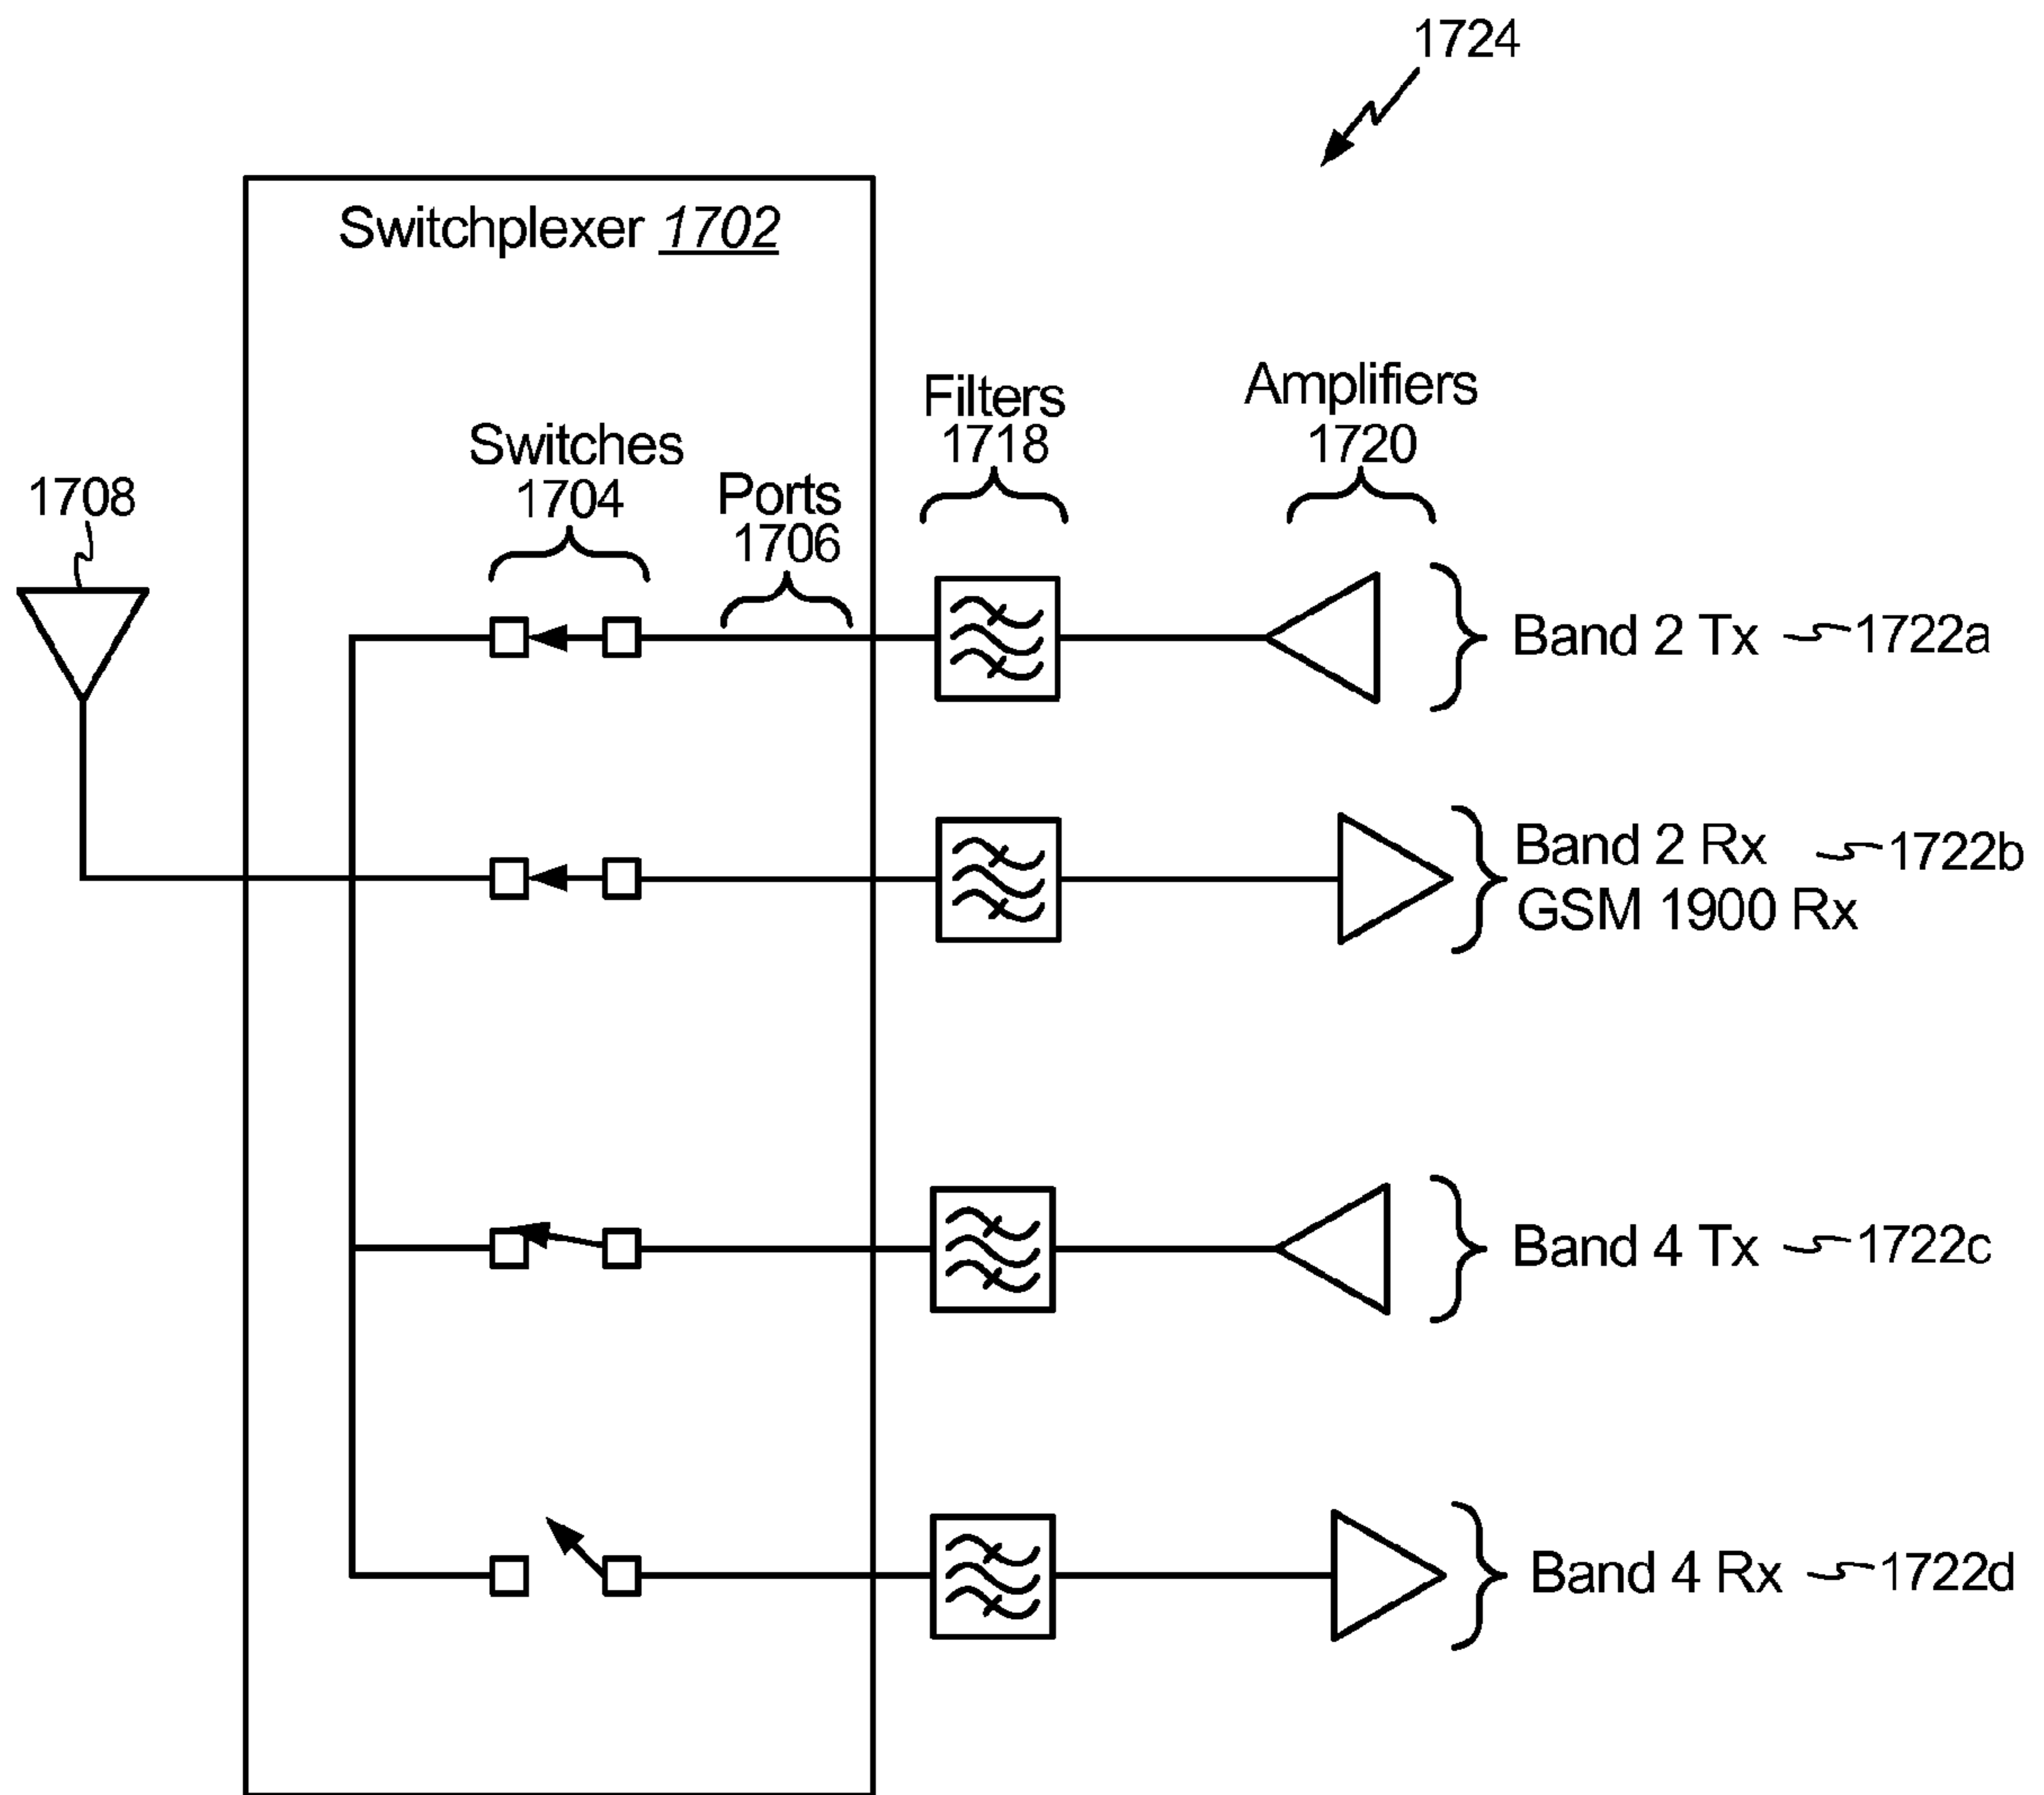 1724
Switchplexer 1702
Filters
1718
Amplifiers
1720
Switches
1704
Ports
1706
1708
Band 2 Tx 1722a
Band 2 Rx 1722b
GSM 1900 Rx
Band 4 Tx 1722c
Band 4 Rx 1722d